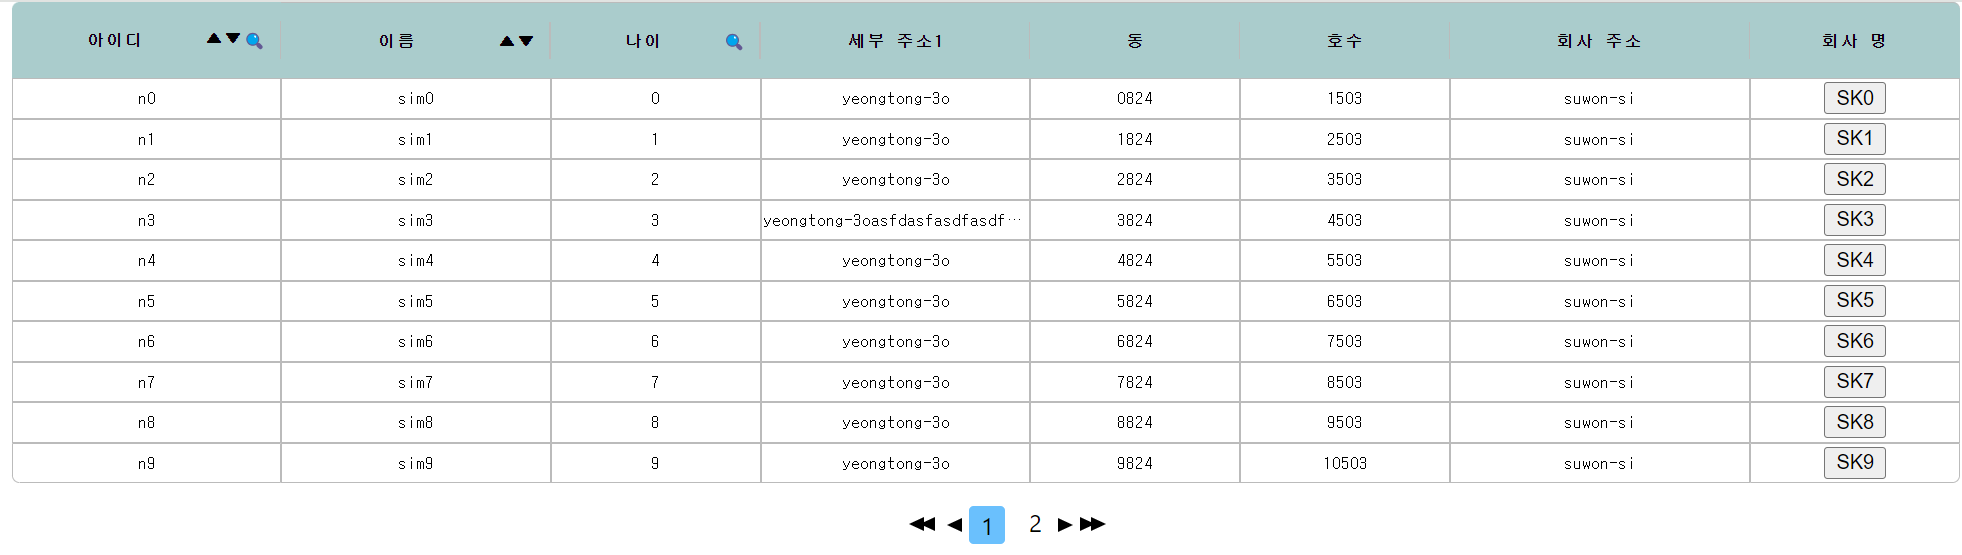 아이디 ▲▼ 이름 ▲▼ 나이 세부 주소1 동 호수 회사 주소 회사 명
n0 sim0 0 yeongtong-3o 0824 1503 suwon-si SK0
n1 sim1 1 yeongtong-3o 1824 2503 suwon-si SK1
n2 sim2 2 yeongtong-3o 2824 3503 suwon-si SK2
n3 sim3 3 yeongtong-3oasfdasfasdfasdf… 3824 4503 suwon-si SK3
n4 sim4 4 yeongtong-3o 4824 5503 suwon-si SK4
n5 sim5 5 yeongtong-3o 5824 6503 suwon-si SK5
n6 sim6 6 yeongtong-3o 6824 7503 suwon-si SK6
n7 sim7 7 yeongtong-3o 7824 8503 suwon-si SK7
n8 sim8 8 yeongtong-3o 8824 9503 suwon-si SK8
n9 sim9 9 yeongtong-3o 9824 10503 suwon-si SK9
1 2